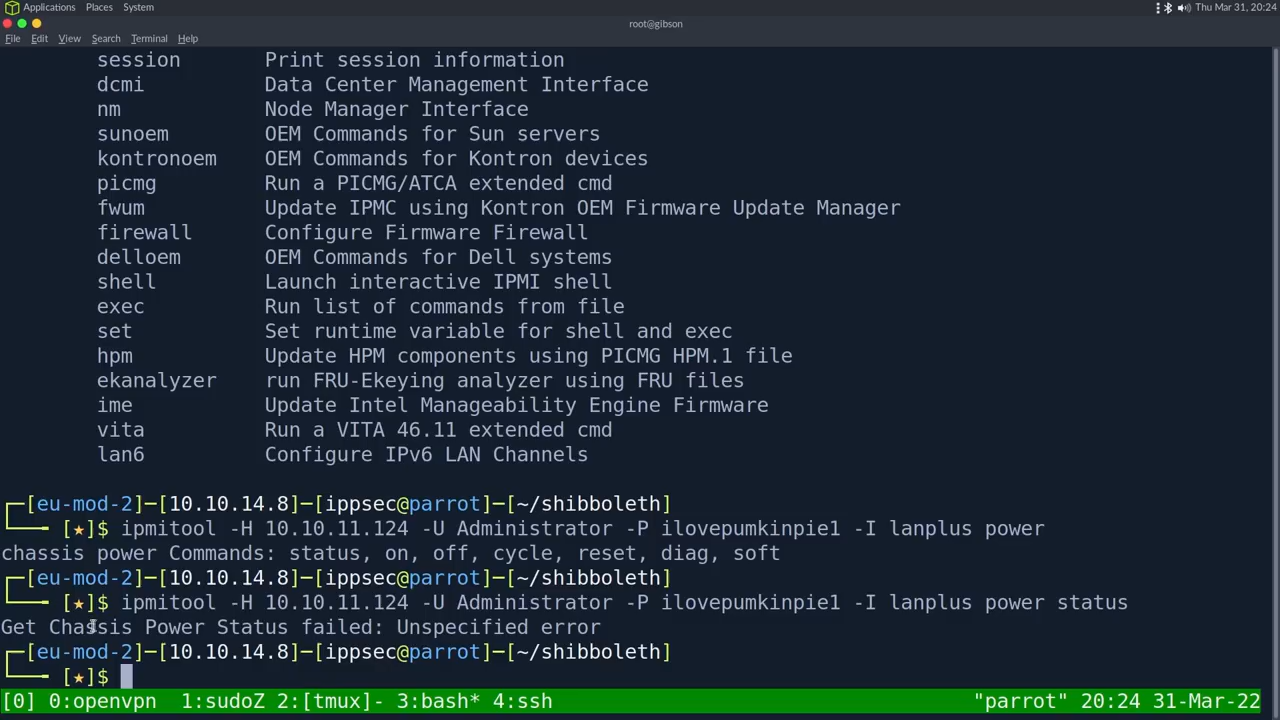 Applications Places System Thu Mar 31, 20:24
root@gibson
File Edit View Search Terminal Help
session Print session information
dcmi Data Center Management Interface
nm Node Manager Interface
sunoem OEM Commands for Sun servers
kontronoem OEM Commands for Kontron devices
picmg Run a PICMG/ATCA extended cmd
fwum Update IPMC using Kontron OEM Firmware Update Manager
firewall Configure Firmware Firewall
delloem OEM Commands for Dell systems
shell Launch interactive IPMI shell
exec Run list of commands from file
set Set runtime variable for shell and exec
hpm Update HPM components using PICMG HPM.1 file
ekanalyzer run FRU-Ekeying analyzer using FRU files
ime Update Intel Manageability Engine Firmware
vita Run a VITA 46.11 extended cmd
lan6 Configure IPv6 LAN Channels
┌─[eu-mod-2]─[10.10.14.8]─[ippsec@parrot]─[~/shibboleth]
└──╼ [★]$ ipmitool -H 10.10.11.124 -U Administrator -P ilovepumkinpie1 -I lanplus power
chassis power Commands: status, on, off, cycle, reset, diag, soft
┌─[eu-mod-2]─[10.10.14.8]─[ippsec@parrot]─[~/shibboleth]
└──╼ [★]$ ipmitool -H 10.10.11.124 -U Administrator -P ilovepumkinpie1 -I lanplus power status
Get Chassis Power Status failed: Unspecified error
┌─[eu-mod-2]─[10.10.14.8]─[ippsec@parrot]─[~/shibboleth]
└──╼ [★]$
[0] 0:openvpn 1:sudoZ 2:[tmux]- 3:bash* 4:ssh "parrot" 20:24 31-Mar-22